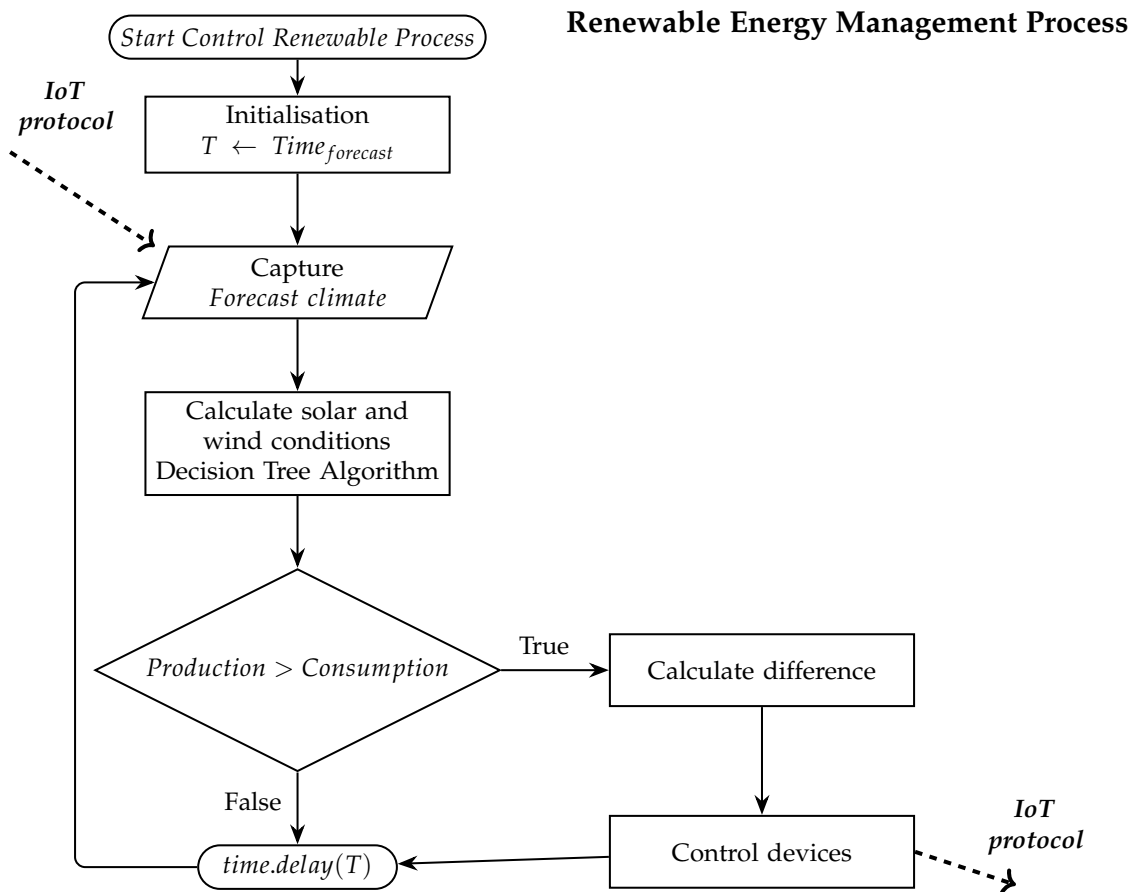 Renewable Energy Management Process
Start Control Renewable Process
IoT
protocol
Initialisation
T ← Time_forecast
Capture
Forecast climate
Calculate solar and
wind conditions
Decision Tree Algorithm
Production > Consumption
True
Calculate difference
False
IoT
protocol
time.delay(T)
Control devices